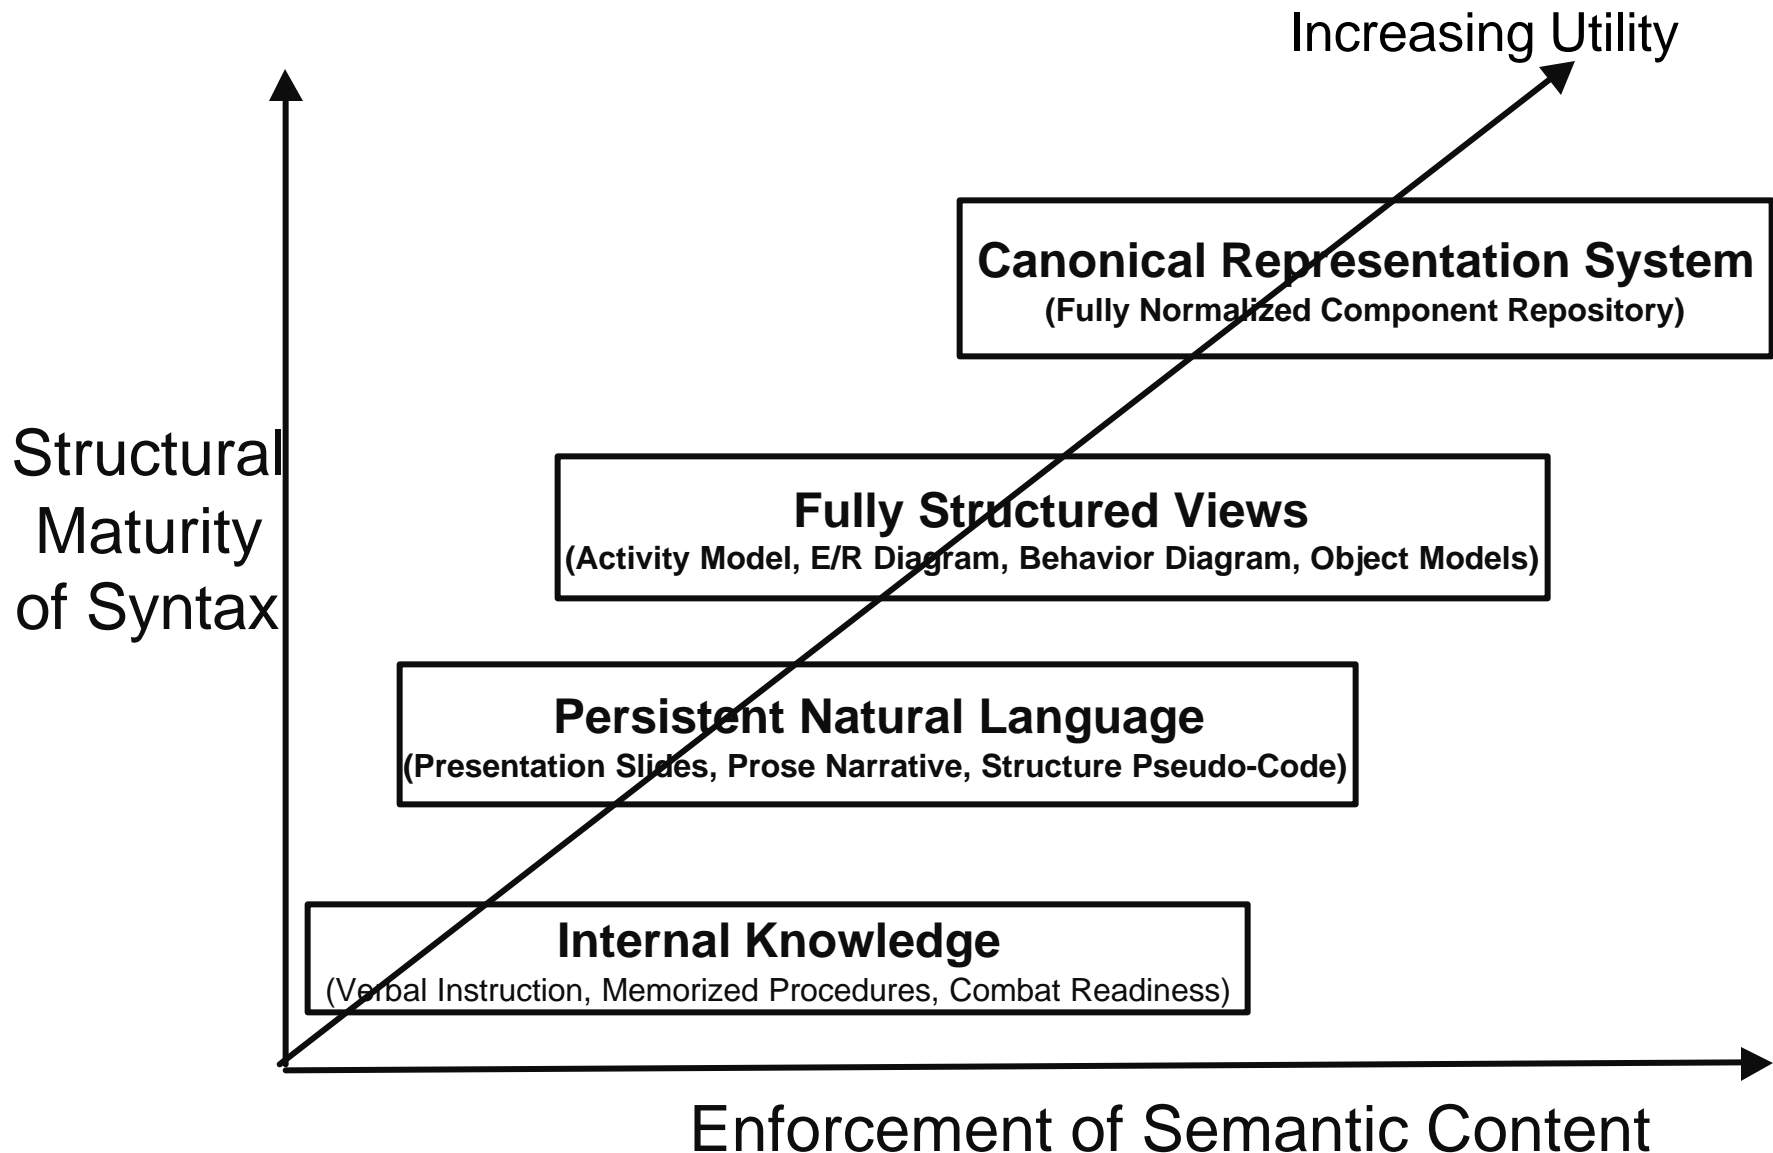 Increasing Utility
Canonical Representation System
(Fully Normalized Component Repository)
Structural
Maturity
of Syntax
Fully Structured Views
(Activity Model, E/R Diagram, Behavior Diagram, Object Models)
Persistent Natural Language
(Presentation Slides, Prose Narrative, Structure Pseudo-Code)
Internal Knowledge
(Verbal Instruction, Memorized Procedures, Combat Readiness)
Enforcement of Semantic Content